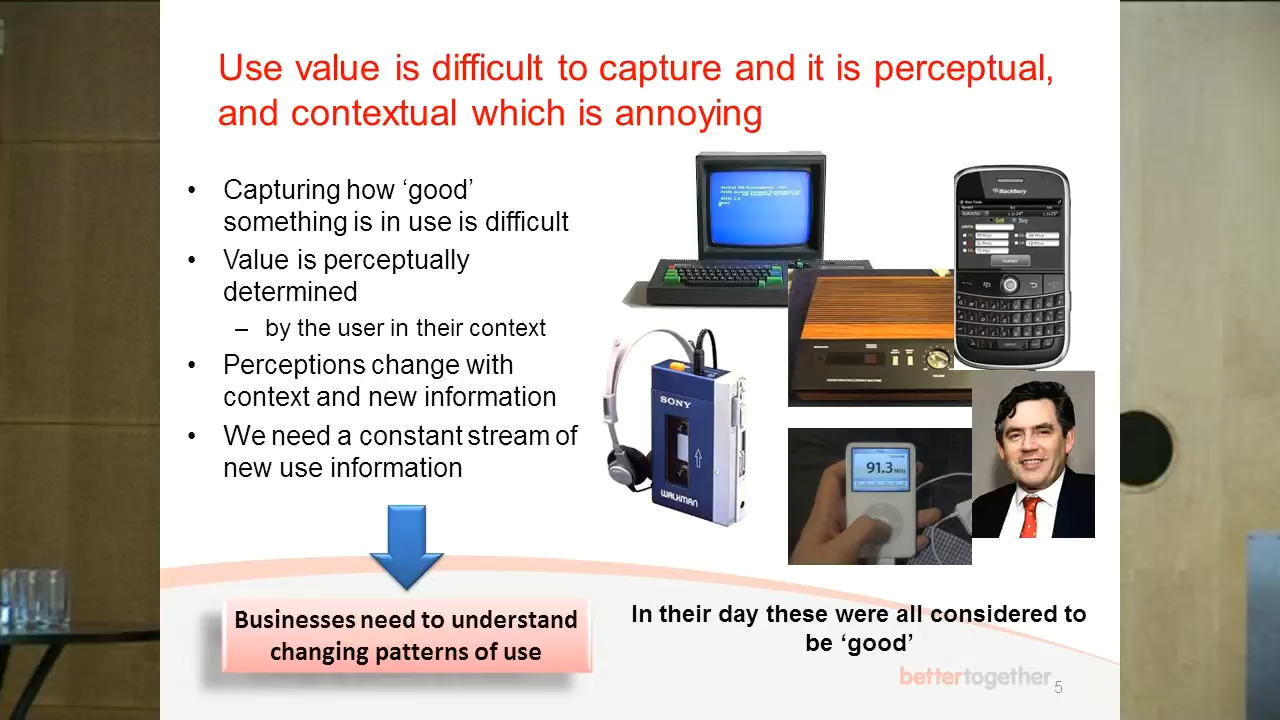 Use value is difficult to capture and it is perceptual,
and contextual which is annoying
• Capturing how ‘good’
something is in use is difficult
• Value is perceptually
determined
– by the user in their context
• Perceptions change with
context and new information
• We need a constant stream of
new use information
Businesses need to understand
changing patterns of use
BlackBerry
SONY
WALKMAN
91.3 MHz
In their day these were all considered to
be ‘good’
bettertogether
5